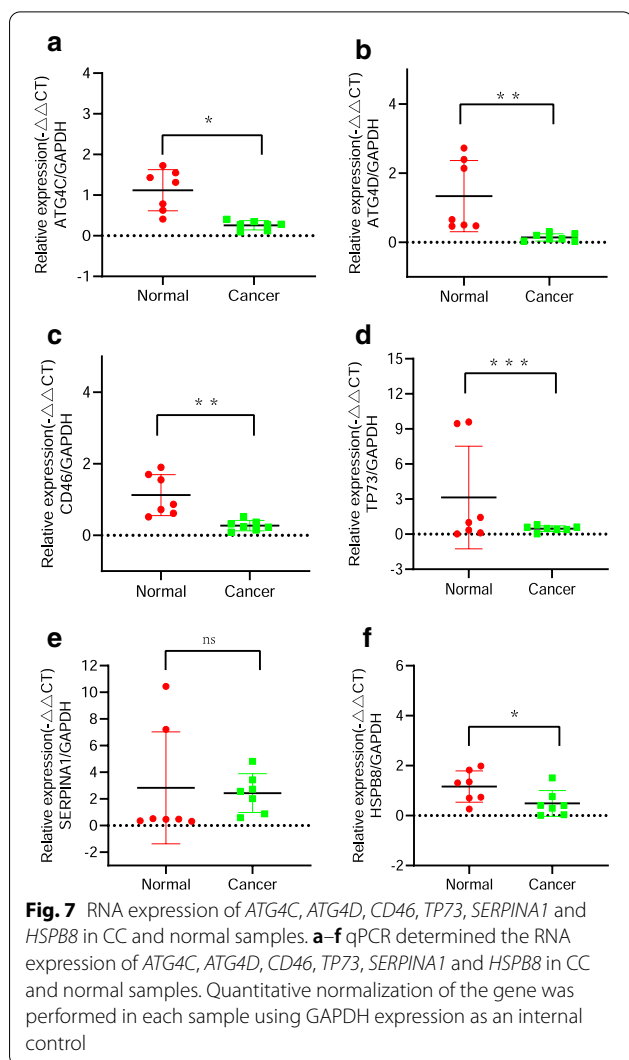 a
Relative expression(-△△CT)
ATG4C/GAPDH
4
3
2
1
0
-1
*
Normal
Cancer
b
Relative expression(-△△CT)
ATG4D/GAPDH
4
2
0
* *
Normal
Cancer
c
Relative expression(-△△CT)
CD46/GAPDH
4
2
0
* *
Normal
Cancer
d
Relative expression(-△△CT)
TP73/GAPDH
15
12
9
6
3
0
-3
* * *
Normal
Cancer
e
Relative expression(-△△CT)
SERPINA1/GAPDH
12
10
8
6
4
2
0
-2
ns
Normal
Cancer
f
Relative expression(-△△CT)
HSPB8/GAPDH
6
4
2
0
-2
*
Normal
Cancer
Fig. 7 RNA expression of ATG4C, ATG4D, CD46, TP73, SERPINA1 and
HSPB8 in CC and normal samples. a–f qPCR determined the RNA
expression of ATG4C, ATG4D, CD46, TP73, SERPINA1 and HSPB8 in CC
and normal samples. Quantitative normalization of the gene was
performed in each sample using GAPDH expression as an internal
control